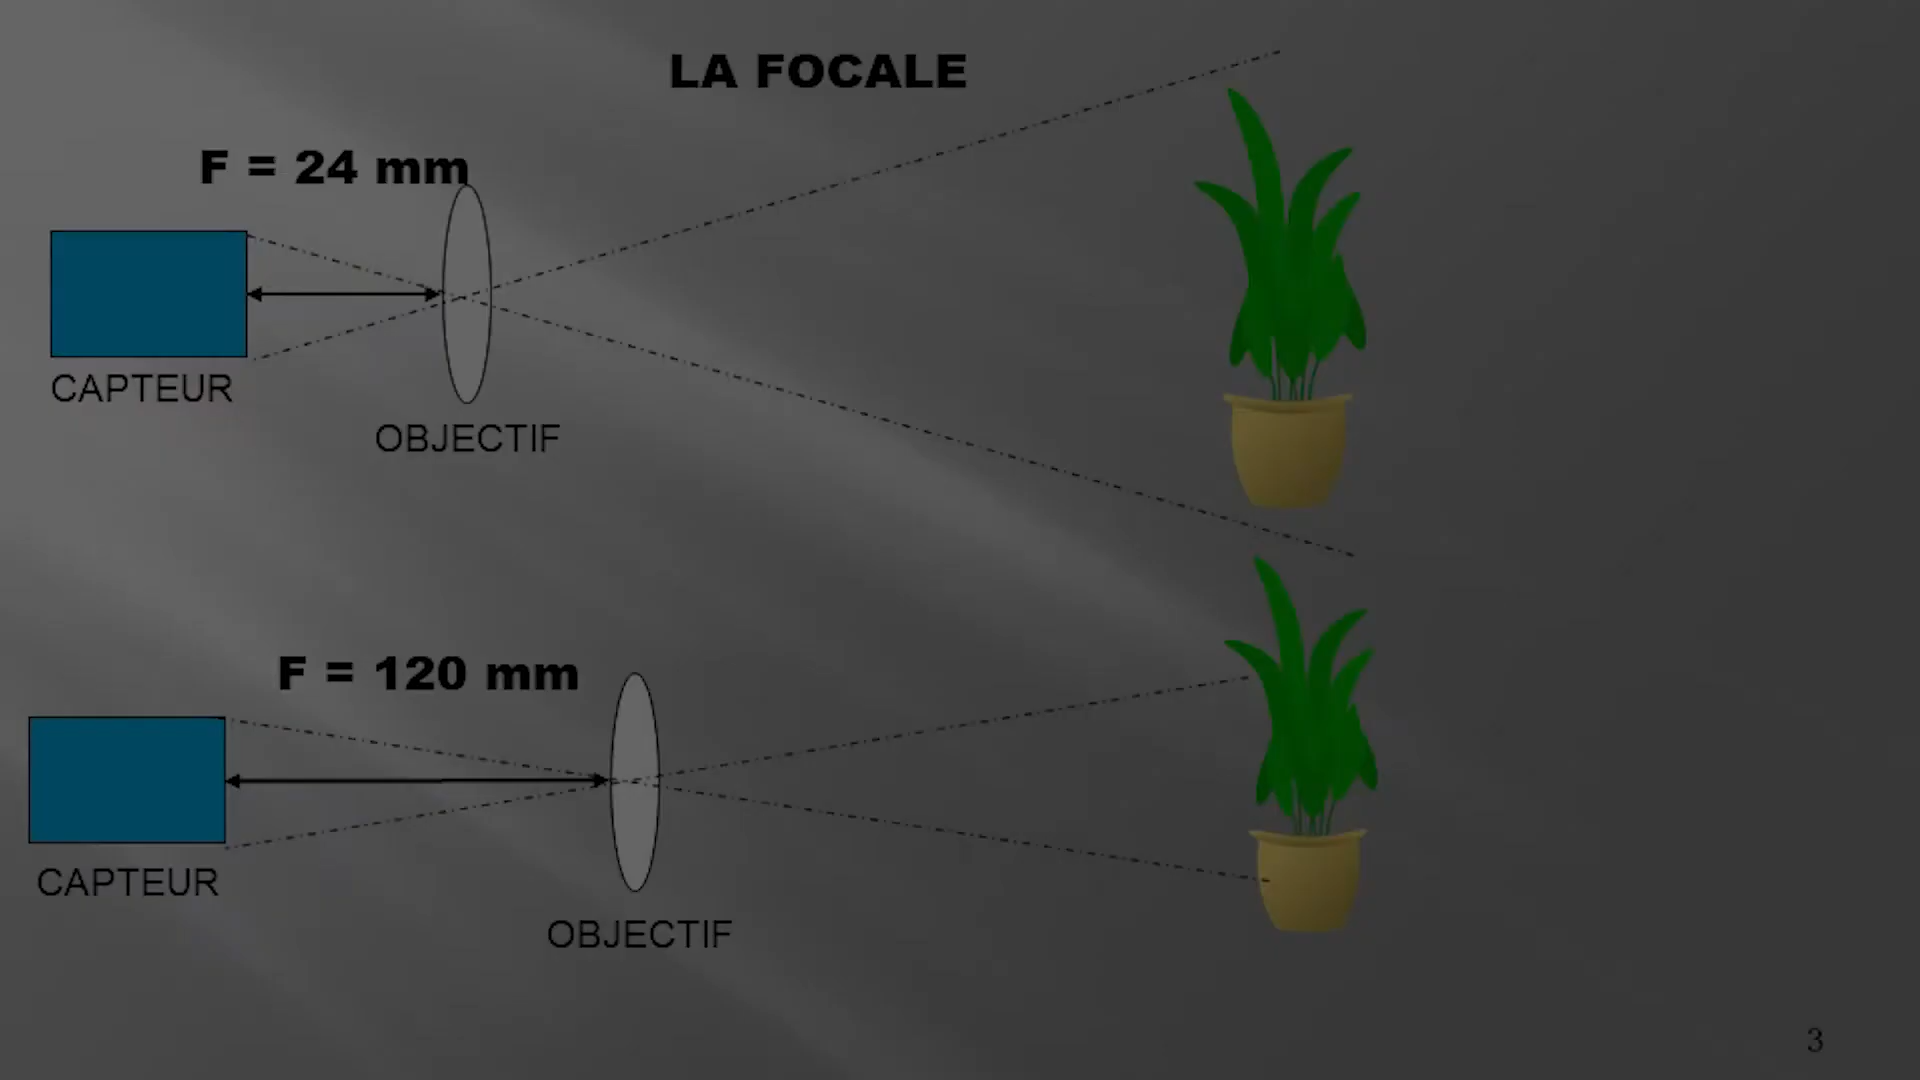 LA FOCALE
F = 24 mm
CAPTEUR
OBJECTIF
F = 120 mm
CAPTEUR
OBJECTIF
3